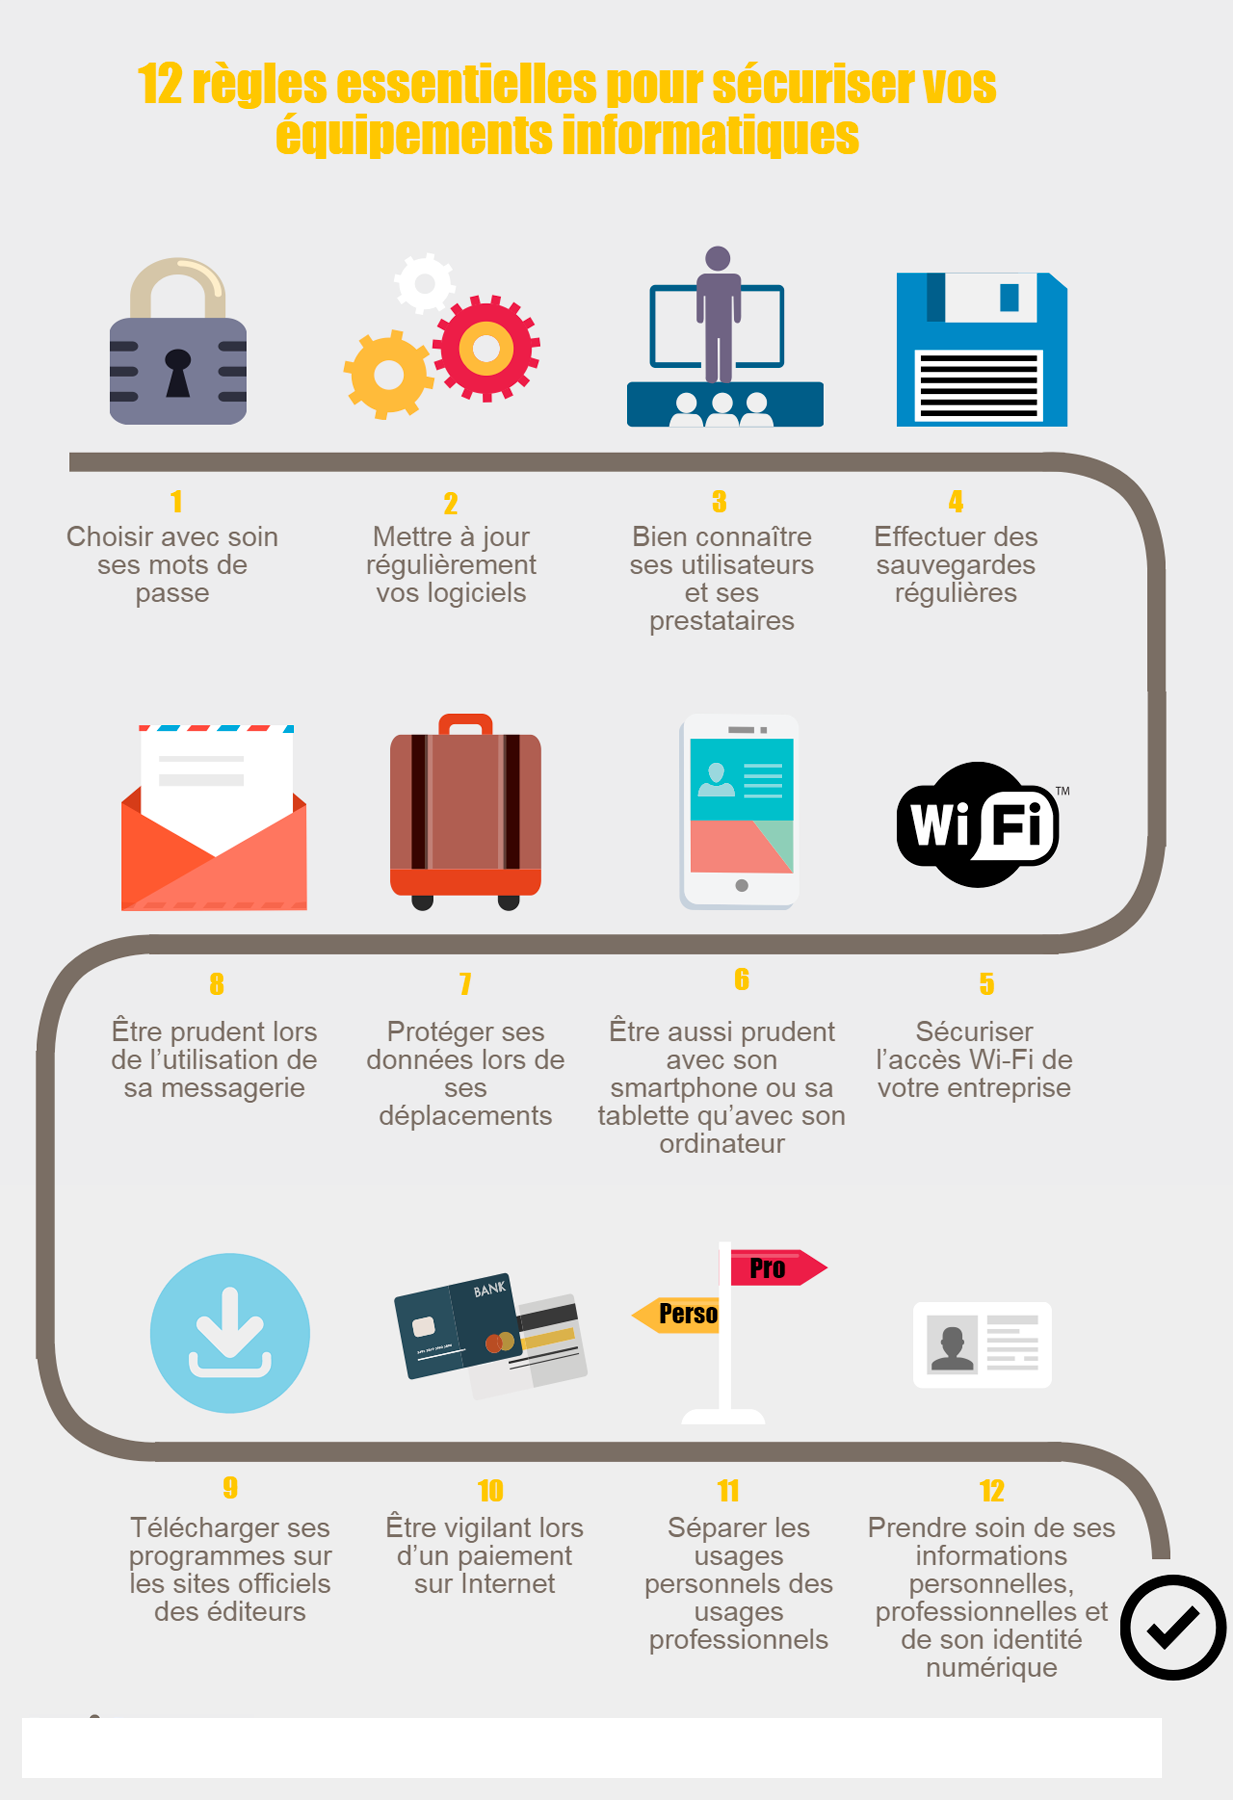 12 règles essentielles pour sécuriser vos
équipements informatiques
1
Choisir avec soin
ses mots de
passe
2
Mettre à jour
régulièrement
vos logiciels
3
Bien connaître
ses utilisateurs
et ses
prestataires
4
Effectuer des
sauvegardes
régulières
Wi Fi TM
8
Être prudent lors
de l’utilisation de
sa messagerie
7
Protéger ses
données lors de
ses
déplacements
6
Être aussi prudent
avec son
smartphone ou sa
tablette qu’avec son
ordinateur
5
Sécuriser
l’accès Wi-Fi de
votre entreprise
BANK
Pro
Perso
9
Télécharger ses
programmes sur
les sites officiels
des éditeurs
10
Être vigilant lors
d’un paiement
sur Internet
11
Séparer les
usages
personnels des
usages
professionnels
12
Prendre soin de ses
informations
personnelles,
professionnelles et
de son identité
numérique